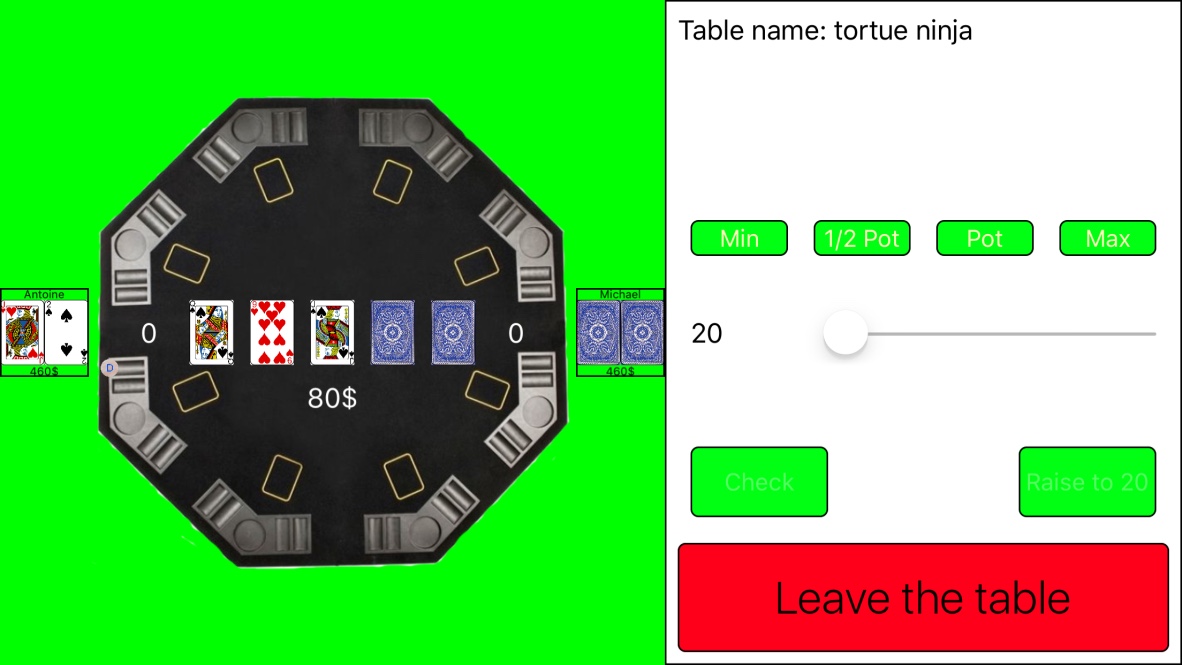 Table name: tortue ninja
Min
1/2 Pot
Pot
Max
Antoine
Michael
2
0
0
20
460$
D
460$
80$
Check
Raise to 20
Leave the table